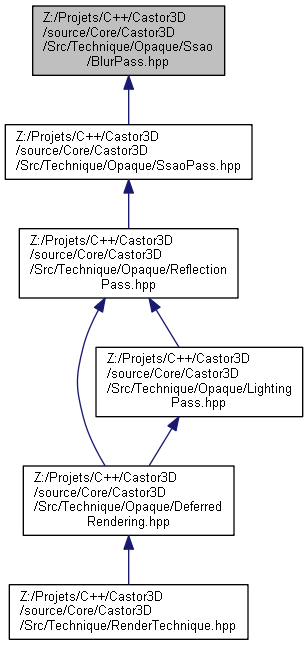 Z:/Projets/C++/Castor3D
/source/Core/Castor3D
/Src/Technique/Opaque/Ssao
/BlurPass.hpp
Z:/Projets/C++/Castor3D
/source/Core/Castor3D
/Src/Technique/Opaque/SsaoPass.hpp
Z:/Projets/C++/Castor3D
/source/Core/Castor3D
/Src/Technique/Opaque/Reflection
Pass.hpp
Z:/Projets/C++/Castor3D
/source/Core/Castor3D
/Src/Technique/Opaque/Lighting
Pass.hpp
Z:/Projets/C++/Castor3D
/source/Core/Castor3D
/Src/Technique/Opaque/Deferred
Rendering.hpp
Z:/Projets/C++/Castor3D
/source/Core/Castor3D
/Src/Technique/RenderTechnique.hpp